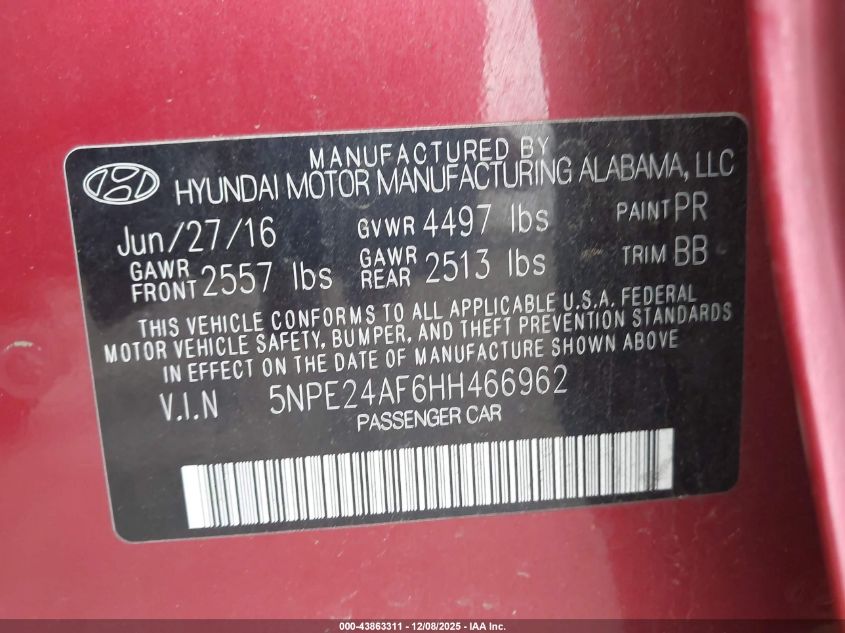 MANUFACTURED BY
HYUNDAI MOTOR MANUFACTURING ALABAMA, LLC
Jun/27/16 GVWR 4497 lbs PAINT PR
GAWR FRONT 2557 lbs GAWR REAR 2513 lbs TRIM BB
THIS VEHICLE CONFORMS TO ALL APPLICABLE U.S.A. FEDERAL
MOTOR VEHICLE SAFETY, BUMPER, AND THEFT PREVENTION STANDARDS
IN EFFECT ON THE DATE OF MANUFACTURE SHOWN ABOVE
V.I.N 5NPE24AF6HH466962
PASSENGER CAR
000-43863311 - 12/08/2025 - IAA Inc.